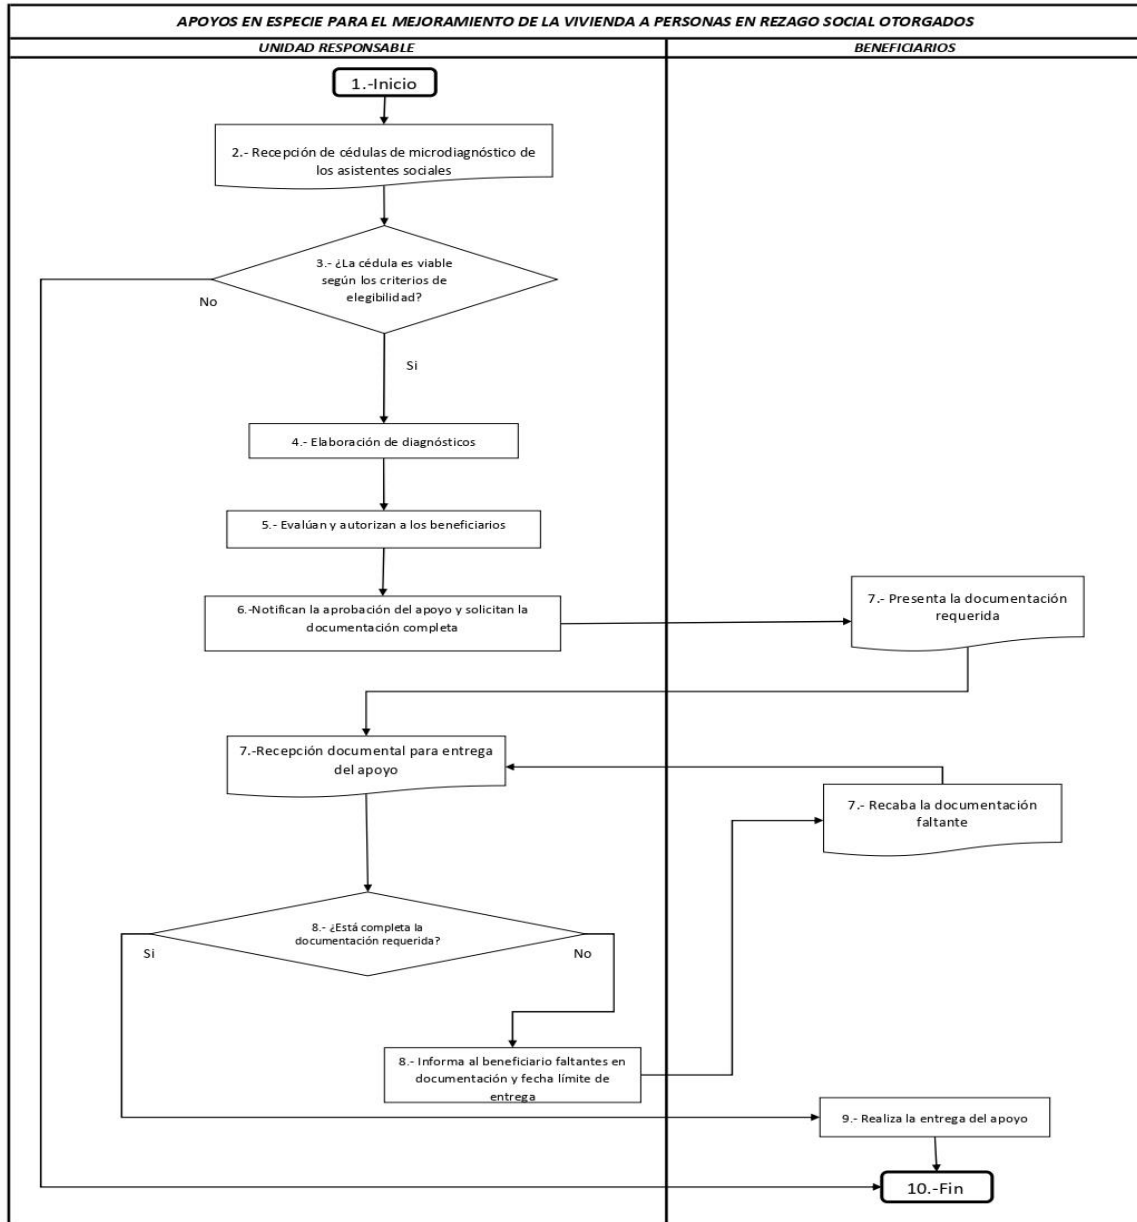 APOYOS EN ESPECIE PARA EL MEJORAMIENTO DE LA VIVIENDA A PERSONAS EN REZAGO SOCIAL OTORGADOS
UNIDAD RESPONSABLE
BENEFICIARIOS
1.-Inicio
2.- Recepción de cédulas de microdiagnóstico de
los asistentes sociales
3.- ¿La cédula es viable
según los criterios de
elegibilidad?
No
Si
4.- Elaboración de diagnósticos
5.- Evalúan y autorizan a los beneficiarios
6.-Notifican la aprobación del apoyo y solicitan la
documentación completa
7.- Presenta la documentación
requerida
7.-Recepción documental para entrega
del apoyo
7.- Recaba la documentación
faltante
8.- ¿Está completa la
documentación requerida?
Si
No
8.- Informa al beneficiario faltantes en
documentación y fecha límite de
entrega
9.- Realiza la entrega del apoyo
10.-Fin